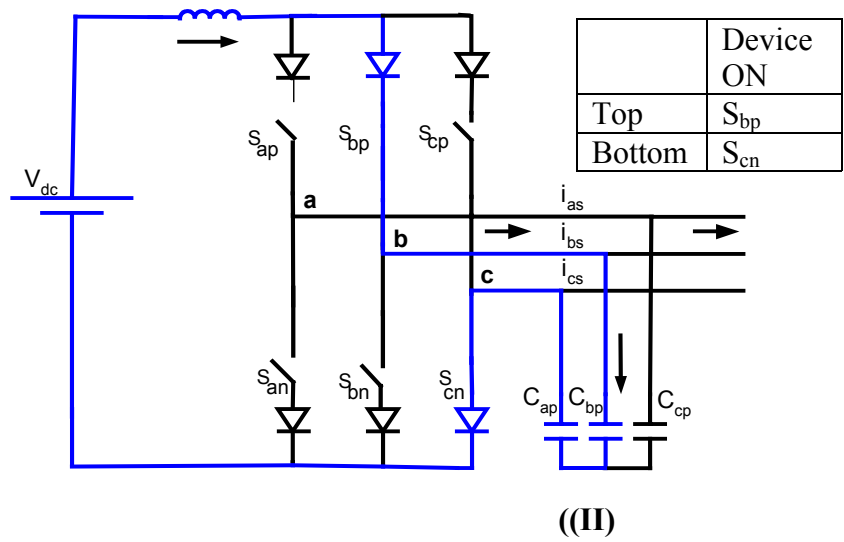 Device
ON
Top S_bp
Bottom S_cn
S_ap
S_bp
S_cp
V_dc
a
i_as
b
i_bs
c
i_cs
S_an
S_bn
S_cn
C_ap
C_bp
C_cp
((II)